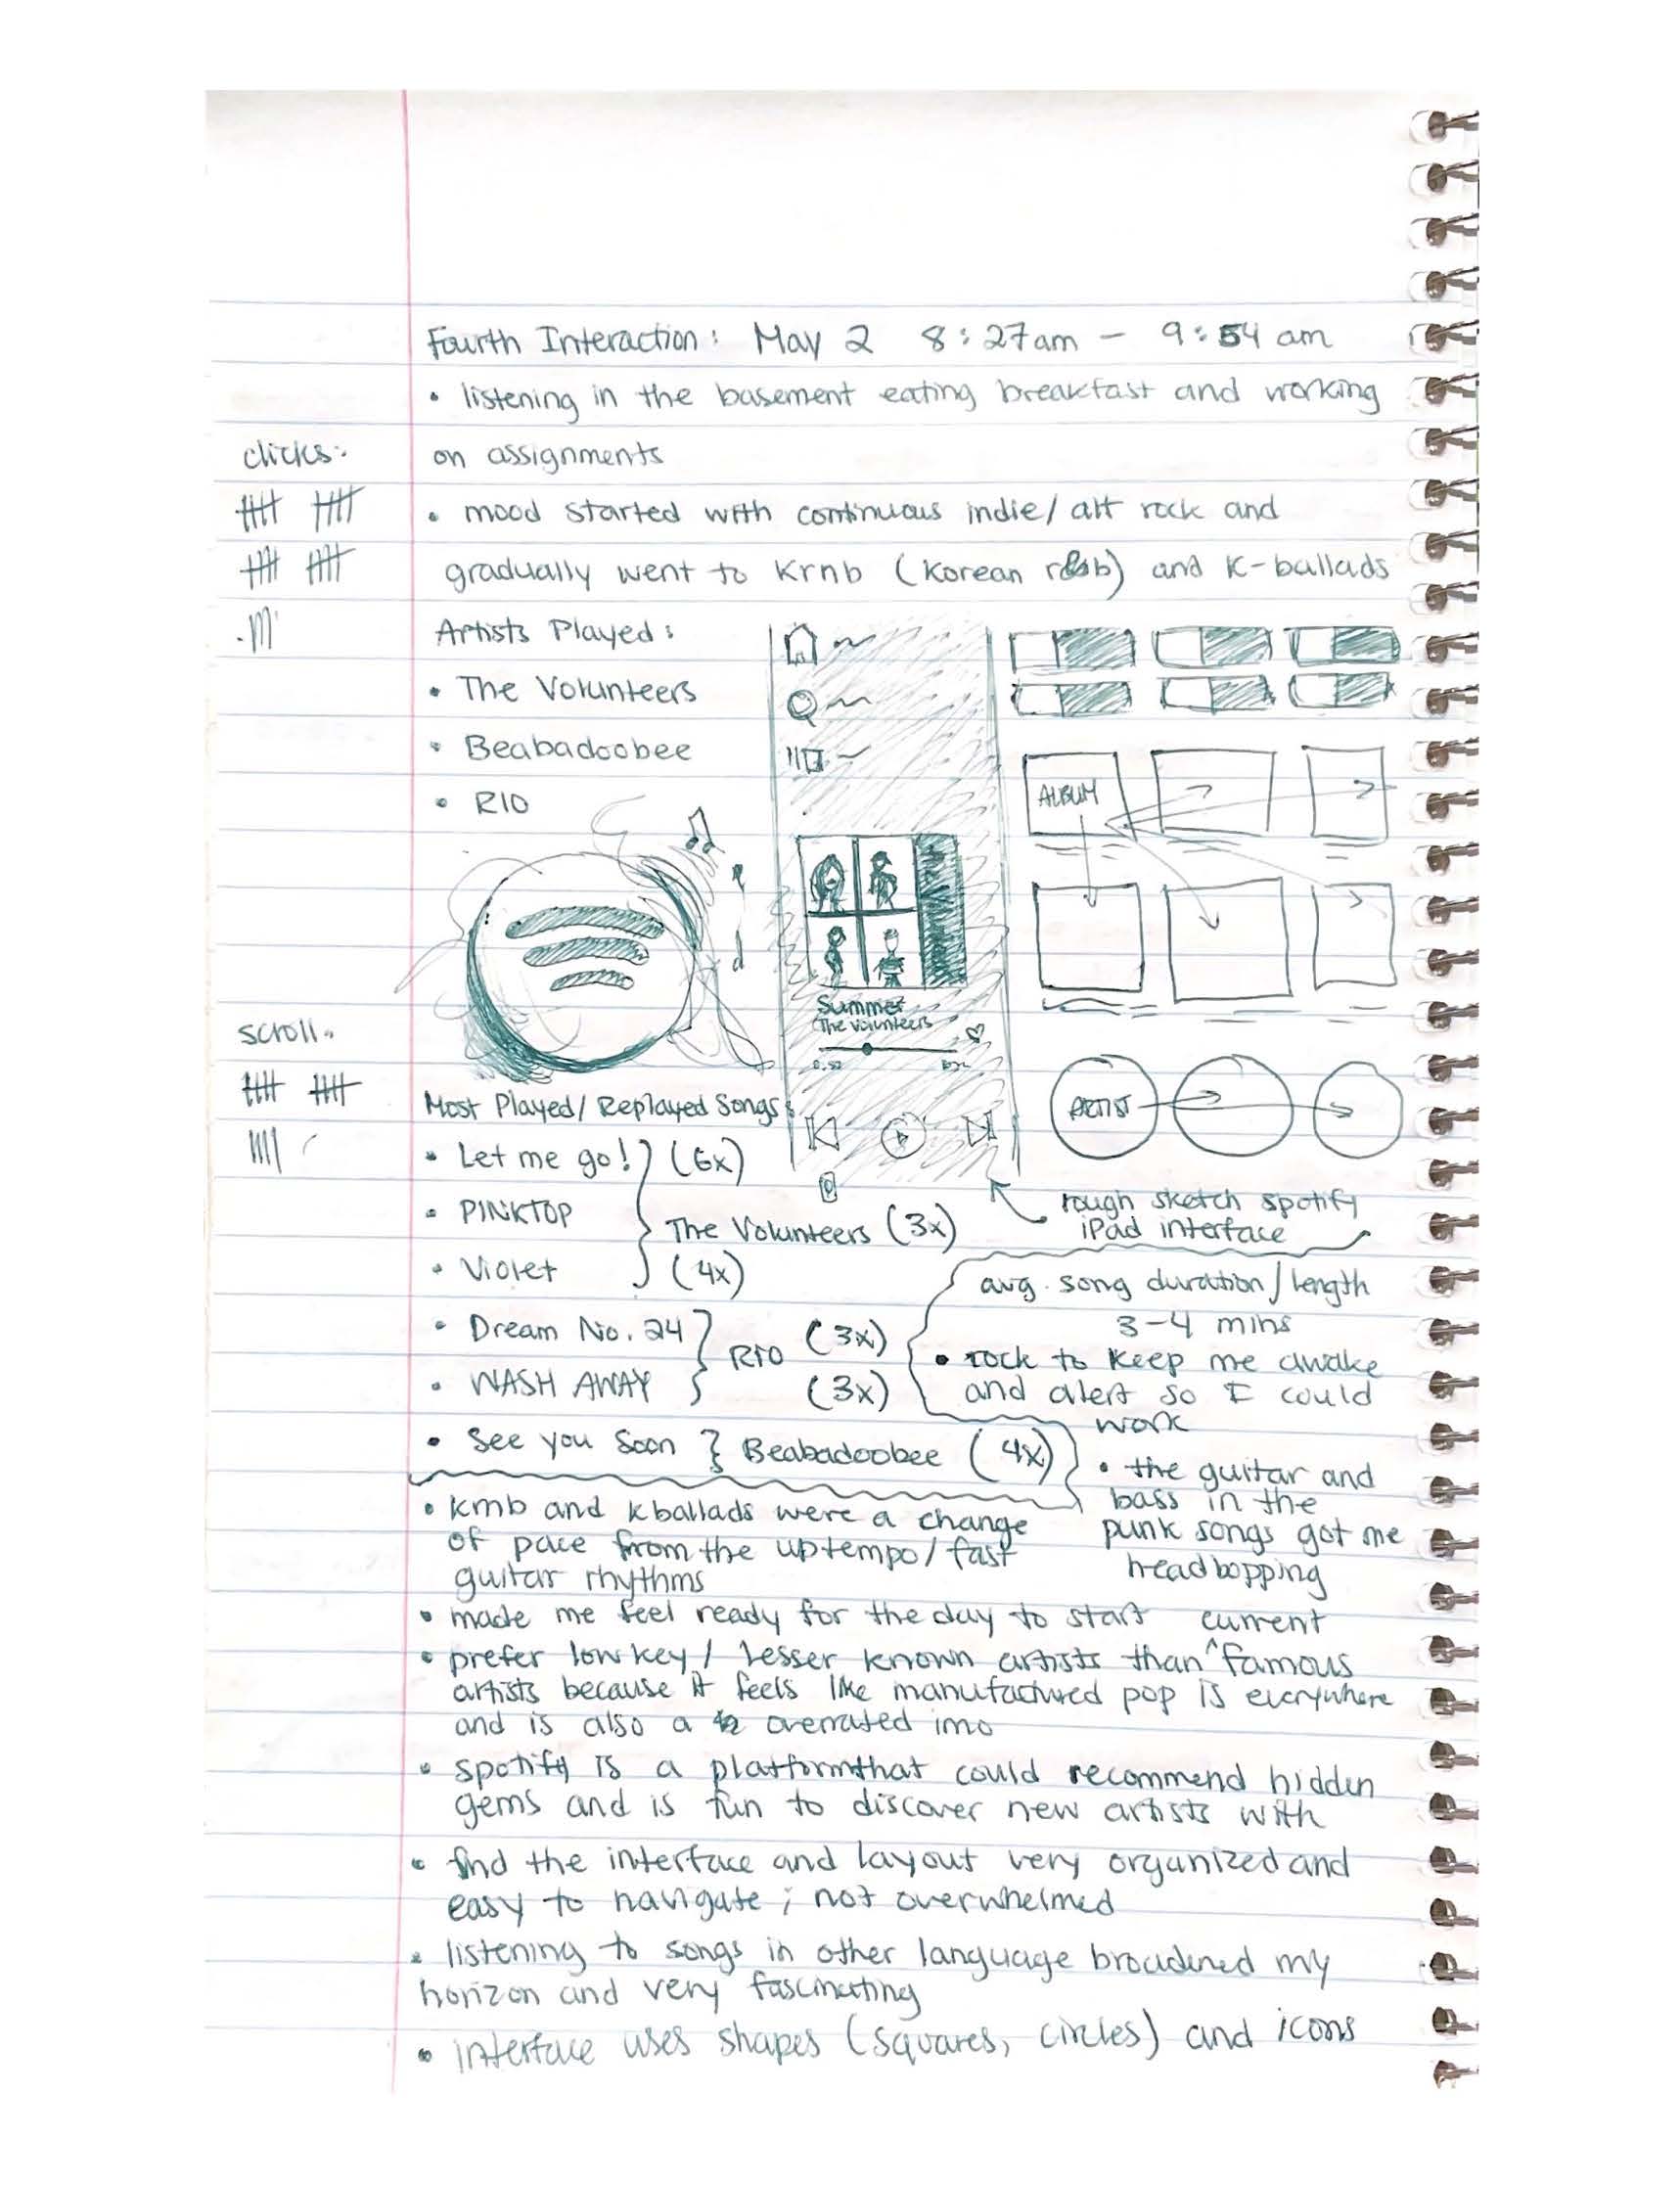 Fourth Interaction: May 2 8:27am - 9:54 am
• listening in the basement eating breakfast and working
on assignments
clicks:
• mood started with continuous indie/ alt rock and
gradually went to Krnb (Korean r&b) and K-ballads
Artists Played:
• The Volunteers
• Beabadoobee
• RIO
ALBUM
Summer
The Volunteers
ARTIST
rough sketch spotify
iPad interface
scroll:
Most Played/ Replayed Songs:
• Let me go! (6x)
• PINKTOP
The Volunteers (3x)
• Violet (4x)
• Dream No. 24 (3x)
RIO
• WASH AWAY (3x)
• See you Soon } Beabadoobee (4x)
avg. song duration/length
3-4 mins
• rock to keep me awake
and alert so I could
work
• the guitar and
bass in the
punk songs got me
headbopping
• krnb and kballads were a change
of pace from the uptempo/ fast
guitar rhythms
• made me feel ready for the day to start
• prefer lowkey/ lesser known artists than ^current famous
artists because it feels like manufactured pop is everywhere
and is also a overrated imo
• spotify is a platform that could recommend hidden
gems and is fun to discover new artists with
• find the interface and layout very organized and
easy to navigate; not overwhelmed
• listening to songs in other language broadened my
horizon and very fascinating
• interface uses shapes (squares, circles) and icons